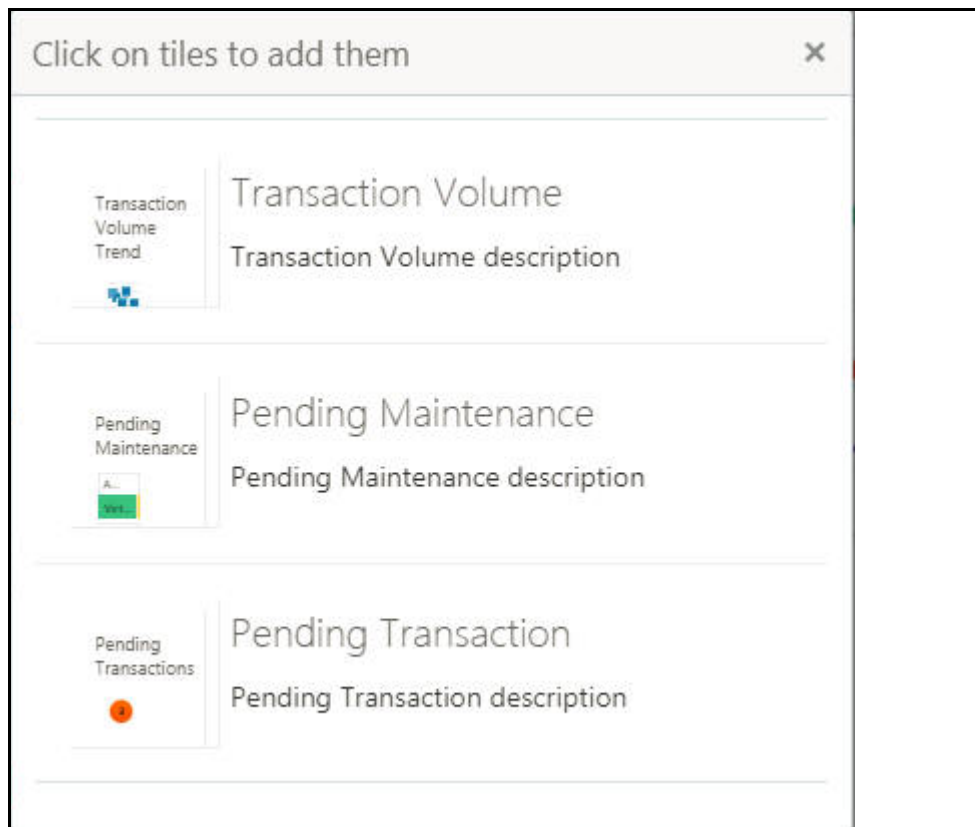 Click on tiles to add them ×
Transaction
Volume
Trend
Transaction Volume
Transaction Volume description
Pending
Maintenance
A...
Pending Maintenance
Pending Maintenance description
Pending
Transactions
Pending Transaction
Pending Transaction description